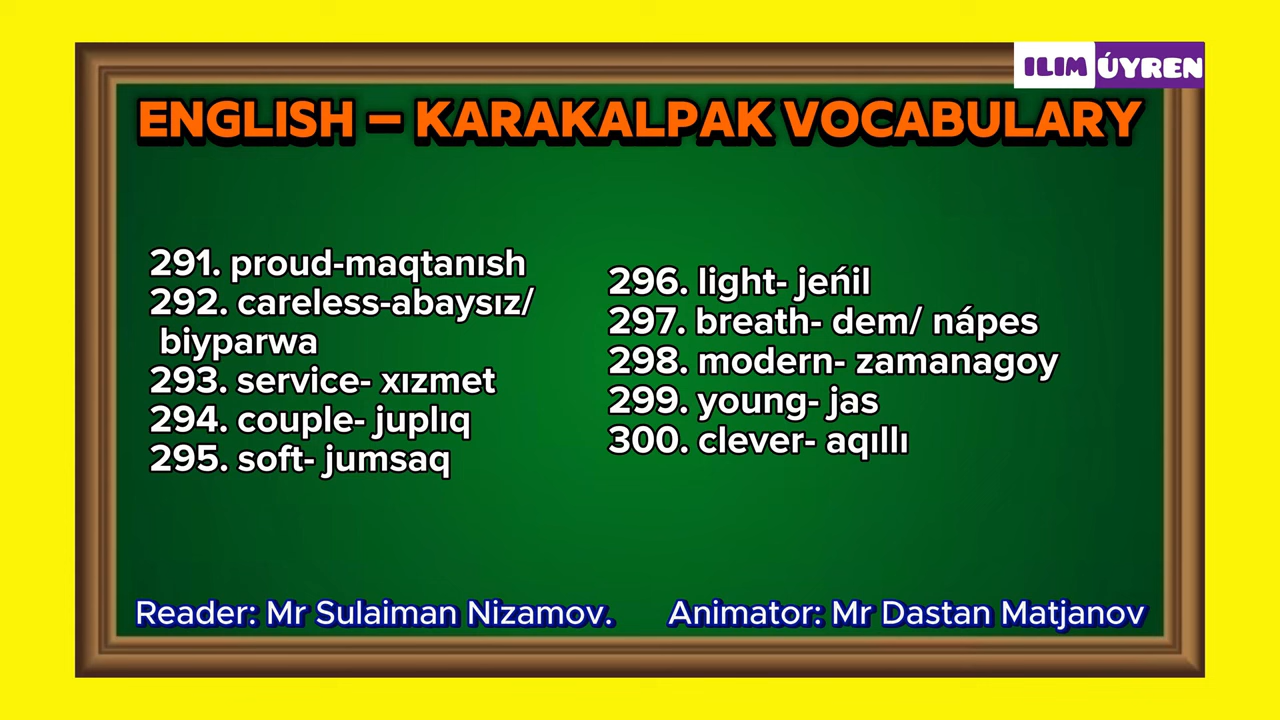 ILIM ÚYREN
ENGLISH – KARAKALPAK VOCABULARY
291. proud-maqtanısh
292. careless-abaysız/
biyparwa
293. service- xızmet
294. couple- juplıq
295. soft- jumsaq
296. light- jeńil
297. breath- dem/ nápes
298. modern- zamanagoy
299. young- jas
300. clever- aqıllı
Reader: Mr Sulaiman Nizamov.
Animator: Mr Dastan Matjanov